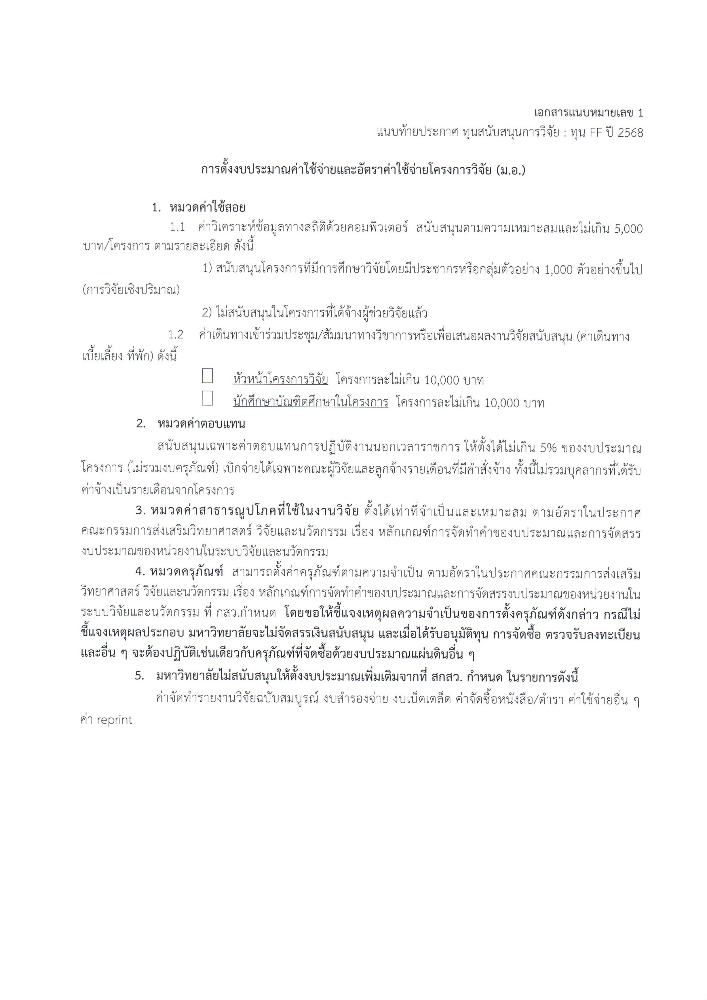 เอกสารแนบหมายเลข 1
แนบท้ายประกาศ ทุนสนับสนุนการวิจัย : ทุน FF ปี 2568
การตั้งงบประมาณค่าใช้จ่ายและอัตราค่าใช้จ่ายโครงการวิจัย (ม.อ.)
1. หมวดค่าใช้สอย
1.1 ค่าวิเคราะห์ข้อมูลทางสถิติด้วยคอมพิวเตอร์ สนับสนุนตามความเหมาะสมและไม่เกิน 5,000
บาท/โครงการ ตามรายละเอียด ดังนี้
1) สนับสนุนโครงการที่มีการศึกษาวิจัยโดยมีประชากรหรือกลุ่มตัวอย่าง 1,000 ตัวอย่างขึ้นไป
(การวิจัยเชิงปริมาณ)
2) ไม่สนับสนุนในโครงการที่ได้จ้างผู้ช่วยวิจัยแล้ว
1.2 ค่าเดินทางเข้าร่วมประชุม/สัมมนาทางวิชาการหรือเพื่อเสนอผลงานวิจัยสนับสนุน (ค่าเดินทาง
เบี้ยเลี้ยง ที่พัก) ดังนี้
หัวหน้าโครงการวิจัย โครงการละไม่เกิน 10,000 บาท
นักศึกษาบัณฑิตศึกษาในโครงการ โครงการละไม่เกิน 10,000 บาท
2. หมวดค่าตอบแทน
สนับสนุนเฉพาะค่าตอบแทนการปฏิบัติงานนอกเวลาราชการ ให้ตั้งได้ไม่เกิน 5% ของงบประมาณ
โครงการ (ไม่รวมงบครุภัณฑ์) เบิกจ่ายได้เฉพาะคณะผู้วิจัยและลูกจ้างรายเดือนที่มีคำสั่งจ้าง ทั้งนี้ไม่รวมบุคลากรที่ได้รับ
ค่าจ้างเป็นรายเดือนจากโครงการ
3. หมวดค่าสาธารณูปโภคที่ใช้ในงานวิจัย ตั้งได้เท่าที่จำเป็นและเหมาะสม ตามอัตราในประกาศ
คณะกรรมการส่งเสริมวิทยาศาสตร์ วิจัยและนวัตกรรม เรื่อง หลักเกณฑ์การจัดทำคำของบประมาณและการจัดสรร
งบประมาณของหน่วยงานในระบบวิจัยและนวัตกรรม
4. หมวดครุภัณฑ์ สามารถตั้งค่าครุภัณฑ์ตามความจำเป็น ตามอัตราในประกาศคณะกรรมการส่งเสริม
วิทยาศาสตร์ วิจัยและนวัตกรรม เรื่อง หลักเกณฑ์การจัดทำคำของบประมาณและการจัดสรรงบประมาณของหน่วยงานใน
ระบบวิจัยและนวัตกรรม ที่ กสว.กำหนด โดยขอให้ชี้แจงเหตุผลความจำเป็นของการตั้งครุภัณฑ์ดังกล่าว กรณีไม่
ชี้แจงเหตุผลประกอบ มหาวิทยาลัยจะไม่จัดสรรเงินสนับสนุน และเมื่อได้รับอนุมัติทุน การจัดซื้อ ตรวจรับลงทะเบียน
และอื่น ๆ จะต้องปฏิบัติเช่นเดียวกับครุภัณฑ์ที่จัดซื้อด้วยงบประมาณแผ่นดินอื่น ๆ
5. มหาวิทยาลัยไม่สนับสนุนให้ตั้งงบประมาณเพิ่มเติมจากที่ สกสว. กำหนด ในรายการดังนี้
ค่าจัดทำรายงานวิจัยฉบับสมบูรณ์ งบสำรองจ่าย งบเบ็ดเตล็ด ค่าจัดซื้อหนังสือ/ตำรา ค่าใช้จ่ายอื่น ๆ
ค่า reprint